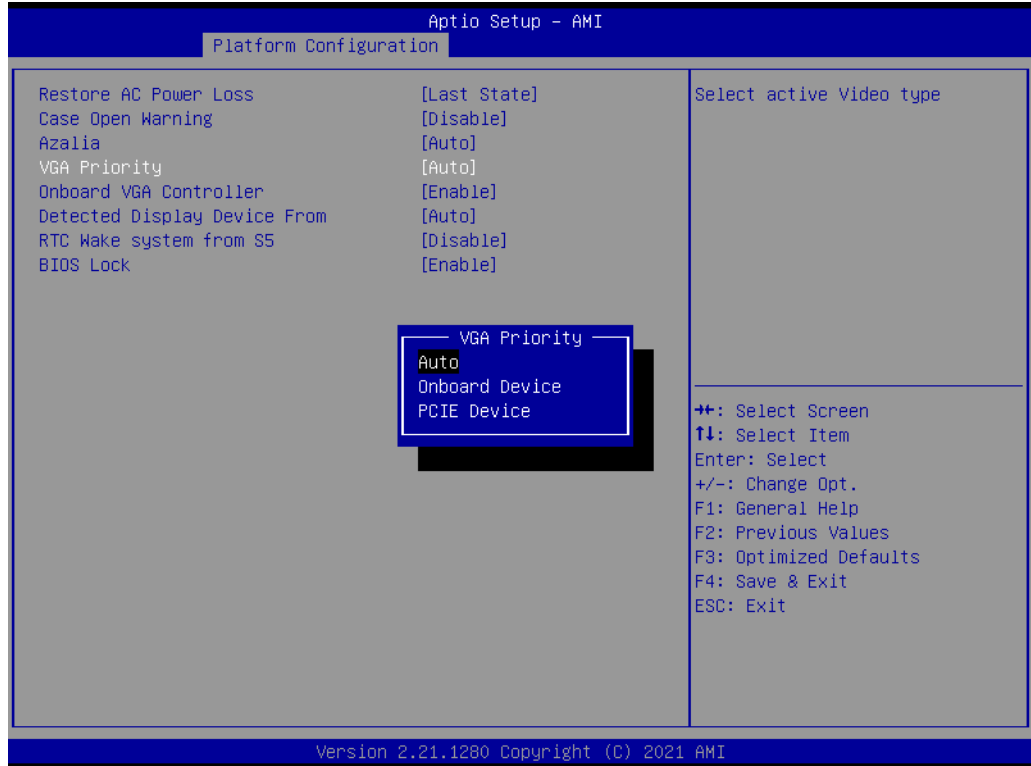 Aptio Setup – AMI
Platform Configuration
Restore AC Power Loss [Last State]
Case Open Warning [Disable]
Azalia [Auto]
VGA Priority [Auto]
Onboard VGA Controller [Enable]
Detected Display Device From [Auto]
RTC Wake system from S5 [Disable]
BIOS Lock [Enable]
Select active Video type
VGA Priority
Auto
Onboard Device
PCIE Device
→←: Select Screen
↑↓: Select Item
Enter: Select
+/-: Change Opt.
F1: General Help
F2: Previous Values
F3: Optimized Defaults
F4: Save & Exit
ESC: Exit
Version 2.21.1280 Copyright (C) 2021 AMI